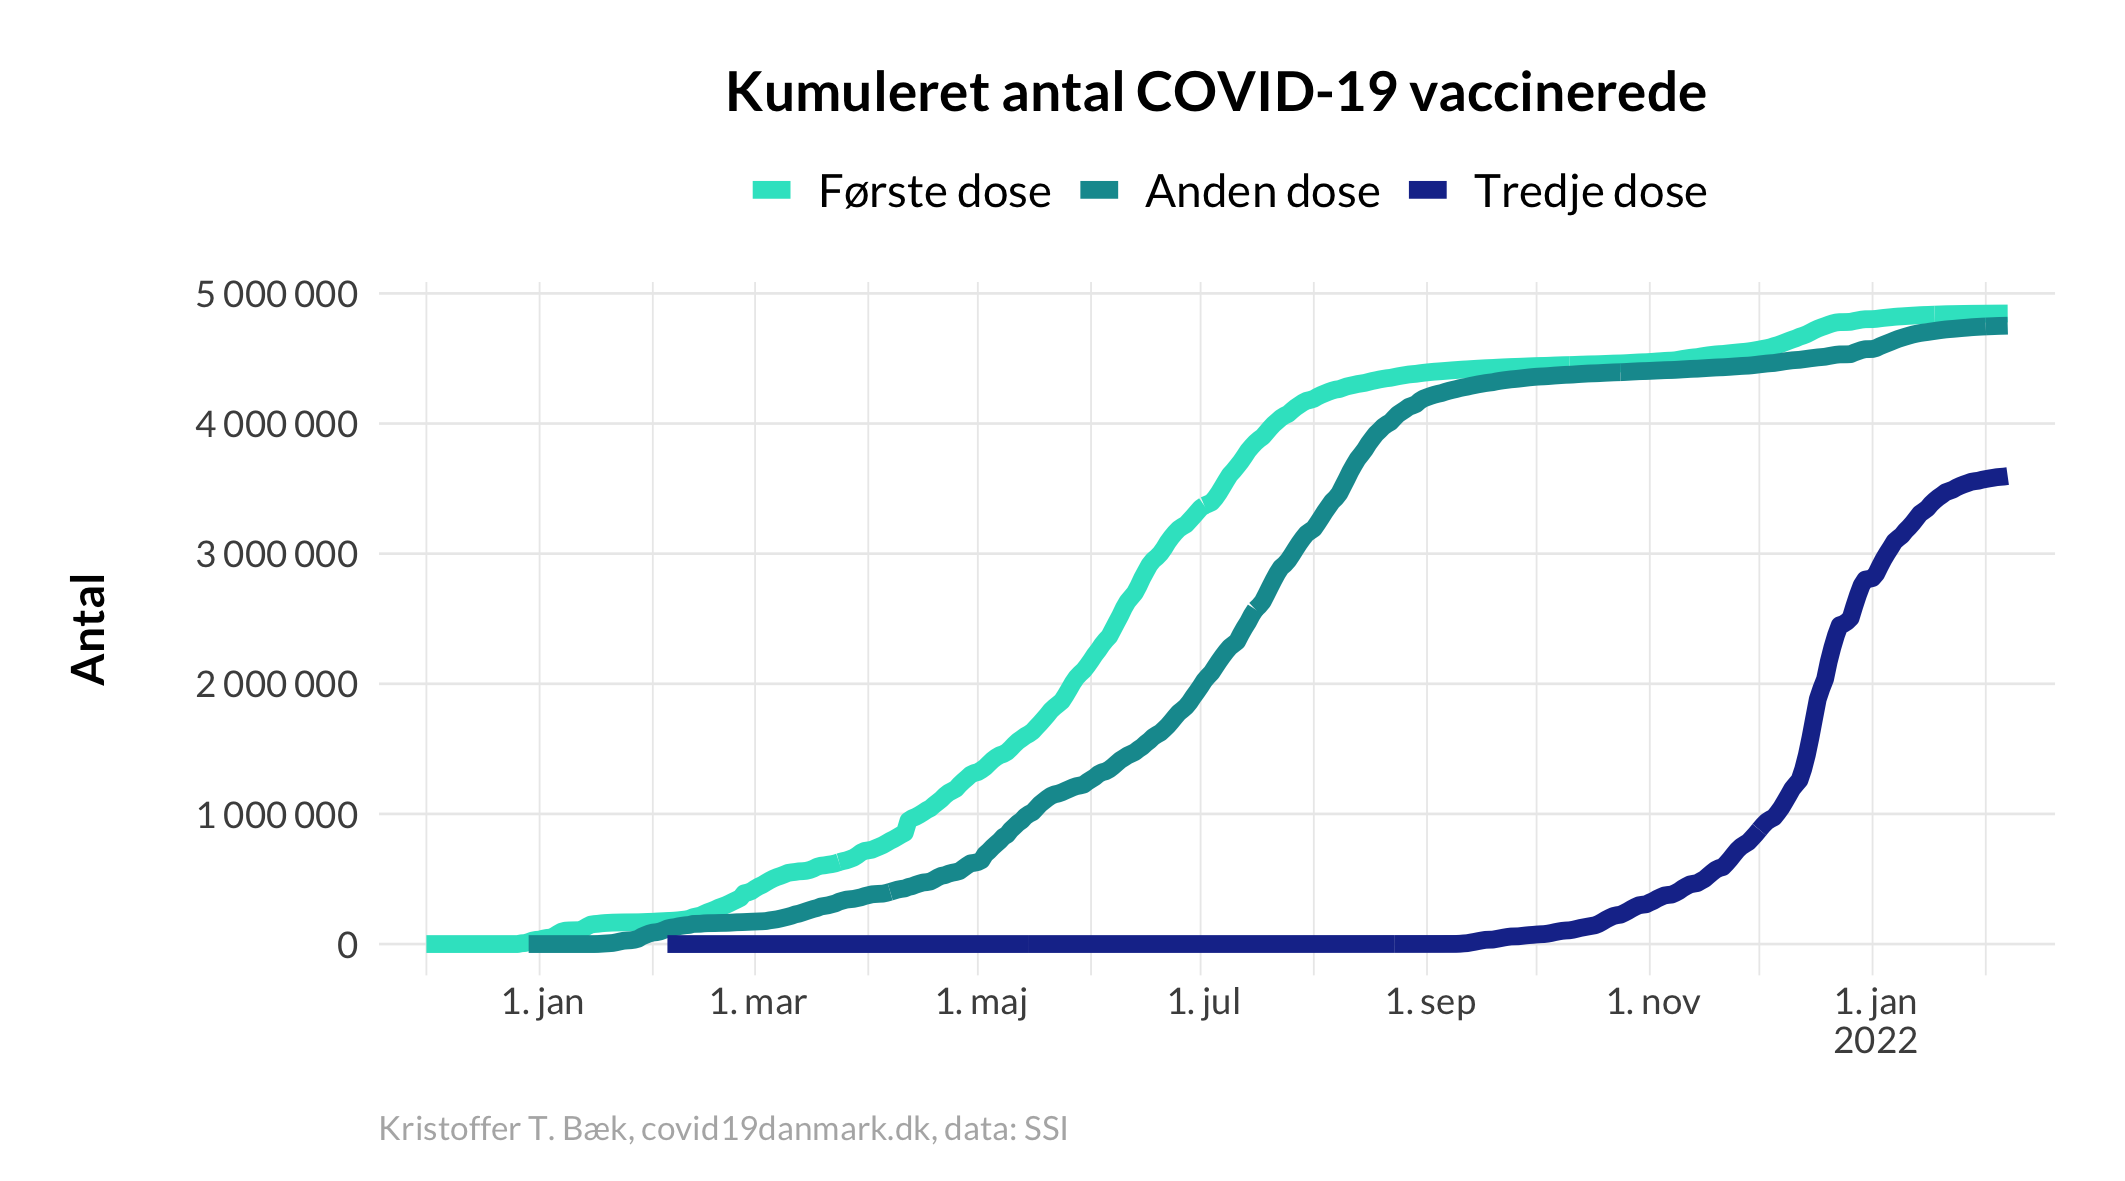 Kumuleret antal COVID-19 vaccinerede
Første dose Anden dose Tredje dose
Antal
5 000 000
4 000 000
3 000 000
2 000 000
1 000 000
0
1. jan 1. mar 1. maj 1. jul 1. sep 1. nov 1. jan
2022
Kristoffer T. Bæk, covid19danmark.dk, data: SSI